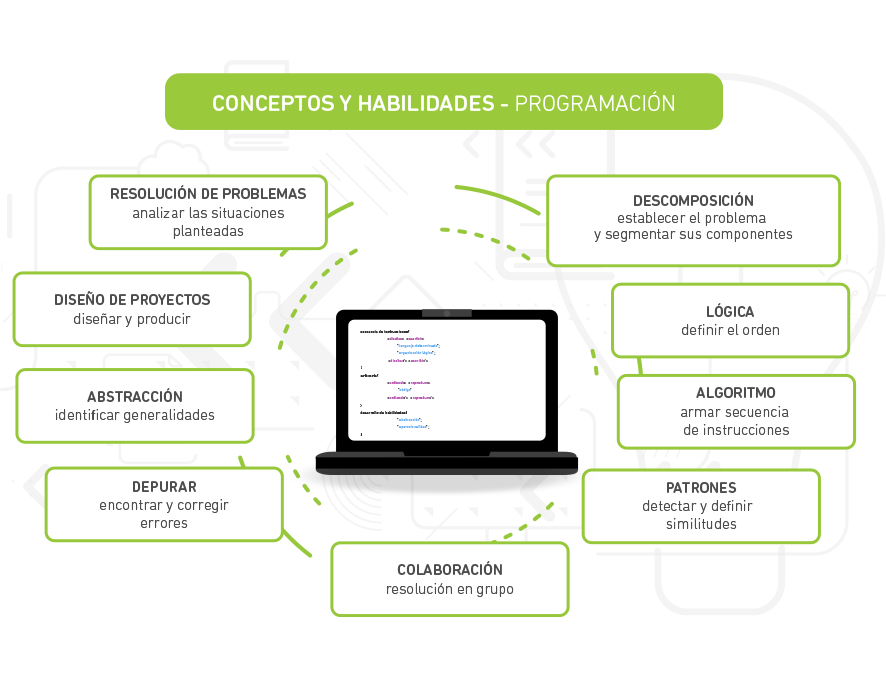 CONCEPTOS Y HABILIDADES - PROGRAMACIÓN
RESOLUCIÓN DE PROBLEMAS
analizar las situaciones
planteadas
DESCOMPOSICIÓN
establecer el problema
y segmentar sus componentes
DISEÑO DE PROYECTOS
diseñar y producir
LÓGICA
definir el orden
ABSTRACCIÓN
identificar generalidades
ALGORITMO
armar secuencia
de instrucciones
DEPURAR
encontrar y corregir
errores
PATRONES
detectar y definir
similitudes
COLABORACIÓN
resolución en grupo